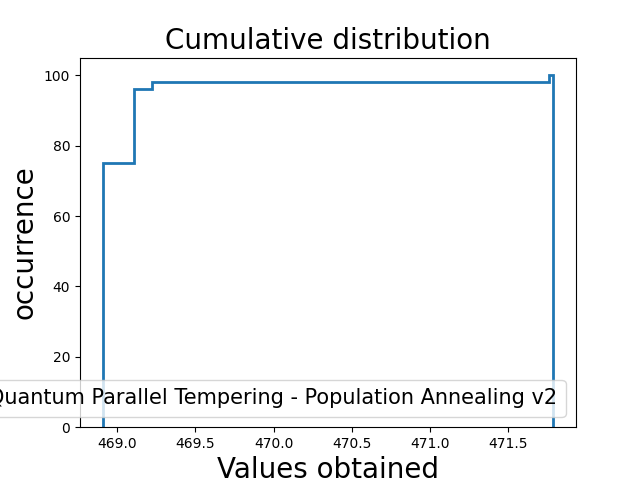 Cumulative distribution
occurrence
100
80
60
40
20
0
Quantum Parallel Tempering - Population Annealing v2
469.0 469.5 470.0 470.5 471.0 471.5
Values obtained